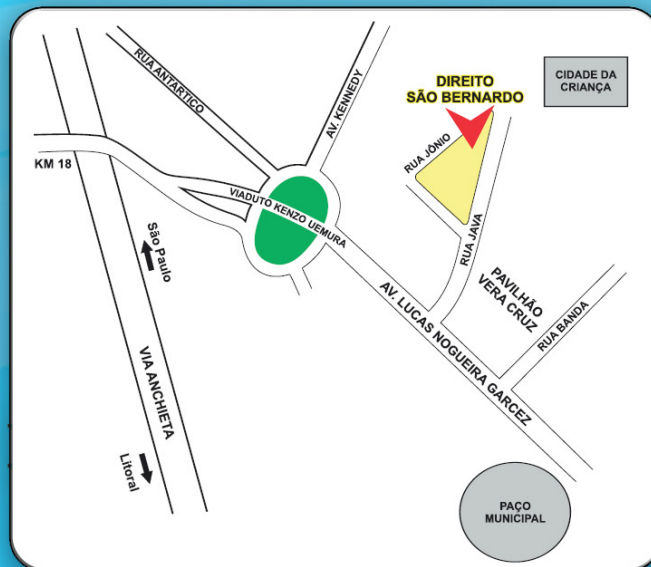 RUA ANTARTICO
AV. KENNEDY
DIREITO
SÃO BERNARDO
CIDADE DA
CRIANÇA
RUA JÔNIO
KM 18
VIADUTO KENZO UEMURA
São Paulo
RUA JAVA
PAVILHÃO
VERA CRUZ
AV. LUCAS NOGUEIRA GARCEZ
RUA BANDA
VIA ANCHIETA
Litoral
PAÇO
MUNICIPAL